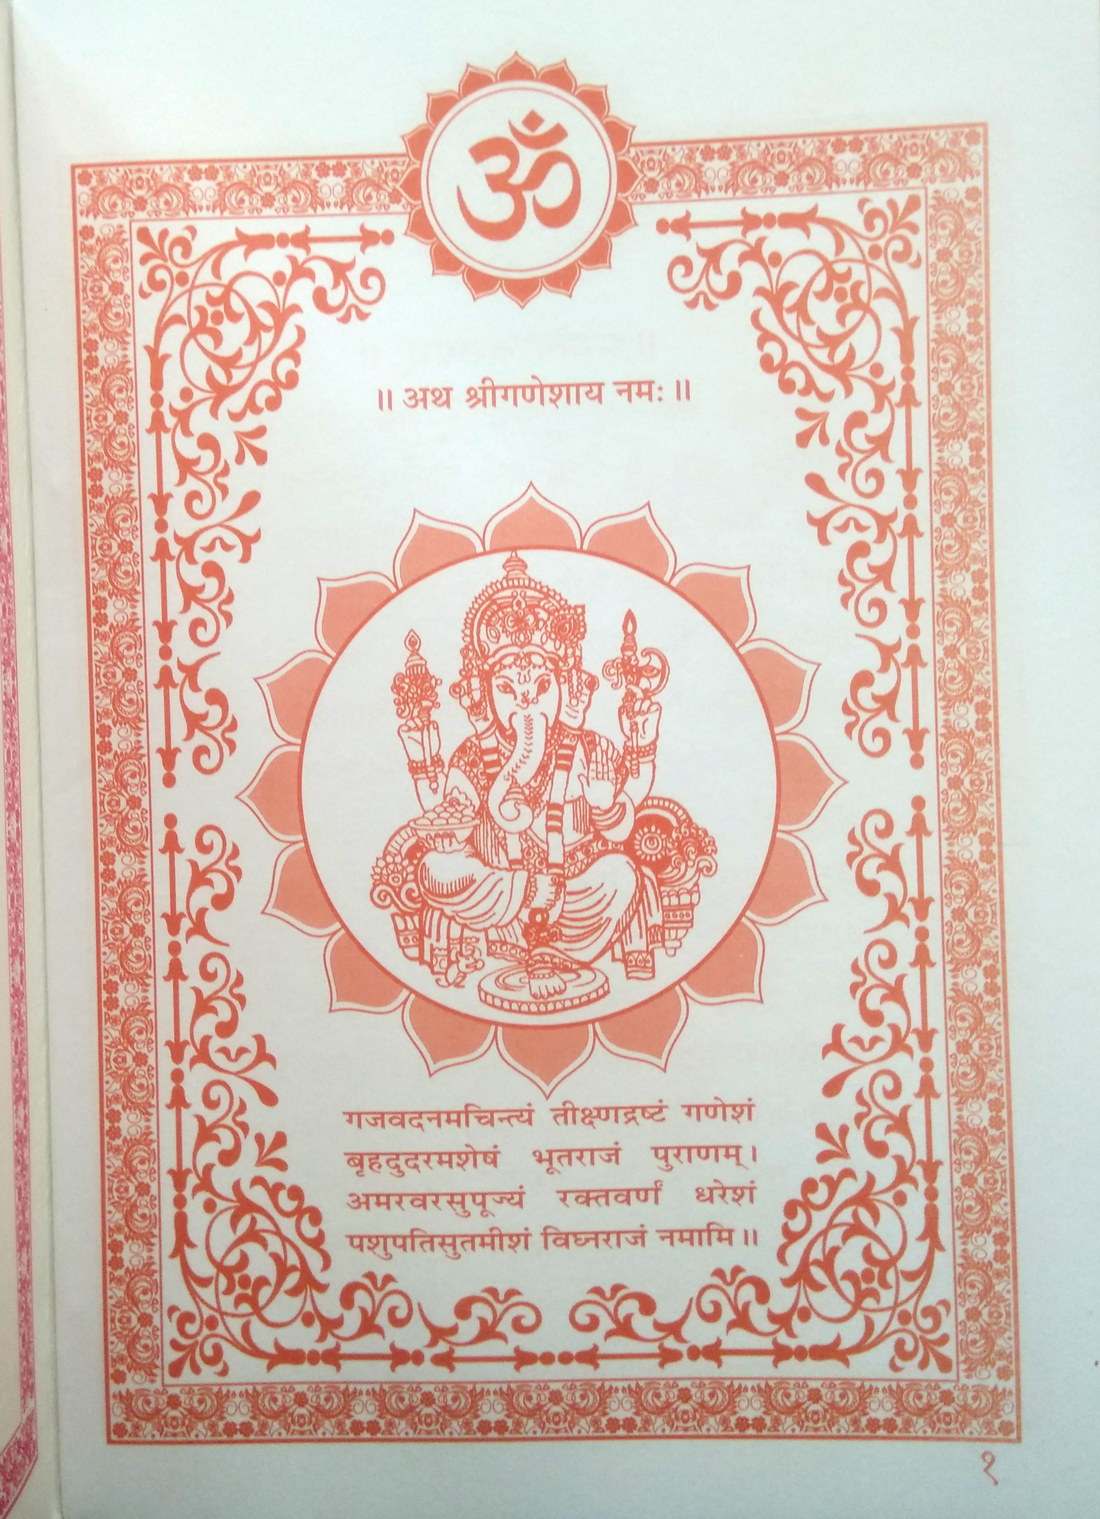 ॐ
॥ अथ श्रीगणेशाय नमः ॥
गजवदनमचिन्त्यं तीक्ष्णद्रष्टं गणेशं
बृहदुदरमशेषं भूतराजं पुराणम्।
अमरवरसुपूज्यं रक्तवर्णं धरेशं
पशुपतिसुतमीशं विघ्नराजं नमामि॥
१